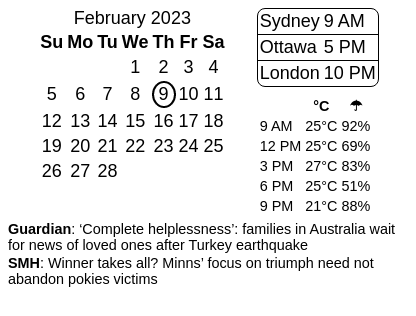 February 2023
Su Mo Tu We Th Fr Sa
1 2 3 4
5 6 7 8 9 10 11
12 13 14 15 16 17 18
19 20 21 22 23 24 25
26 27 28
Sydney 9 AM
Ottawa 5 PM
London 10 PM
°C ☂
9 AM 25°C 92%
12 PM 25°C 69%
3 PM 27°C 83%
6 PM 25°C 51%
9 PM 21°C 88%
Guardian: ‘Complete helplessness’: families in Australia wait
for news of loved ones after Turkey earthquake
SMH: Winner takes all? Minns’ focus on triumph need not
abandon pokies victims